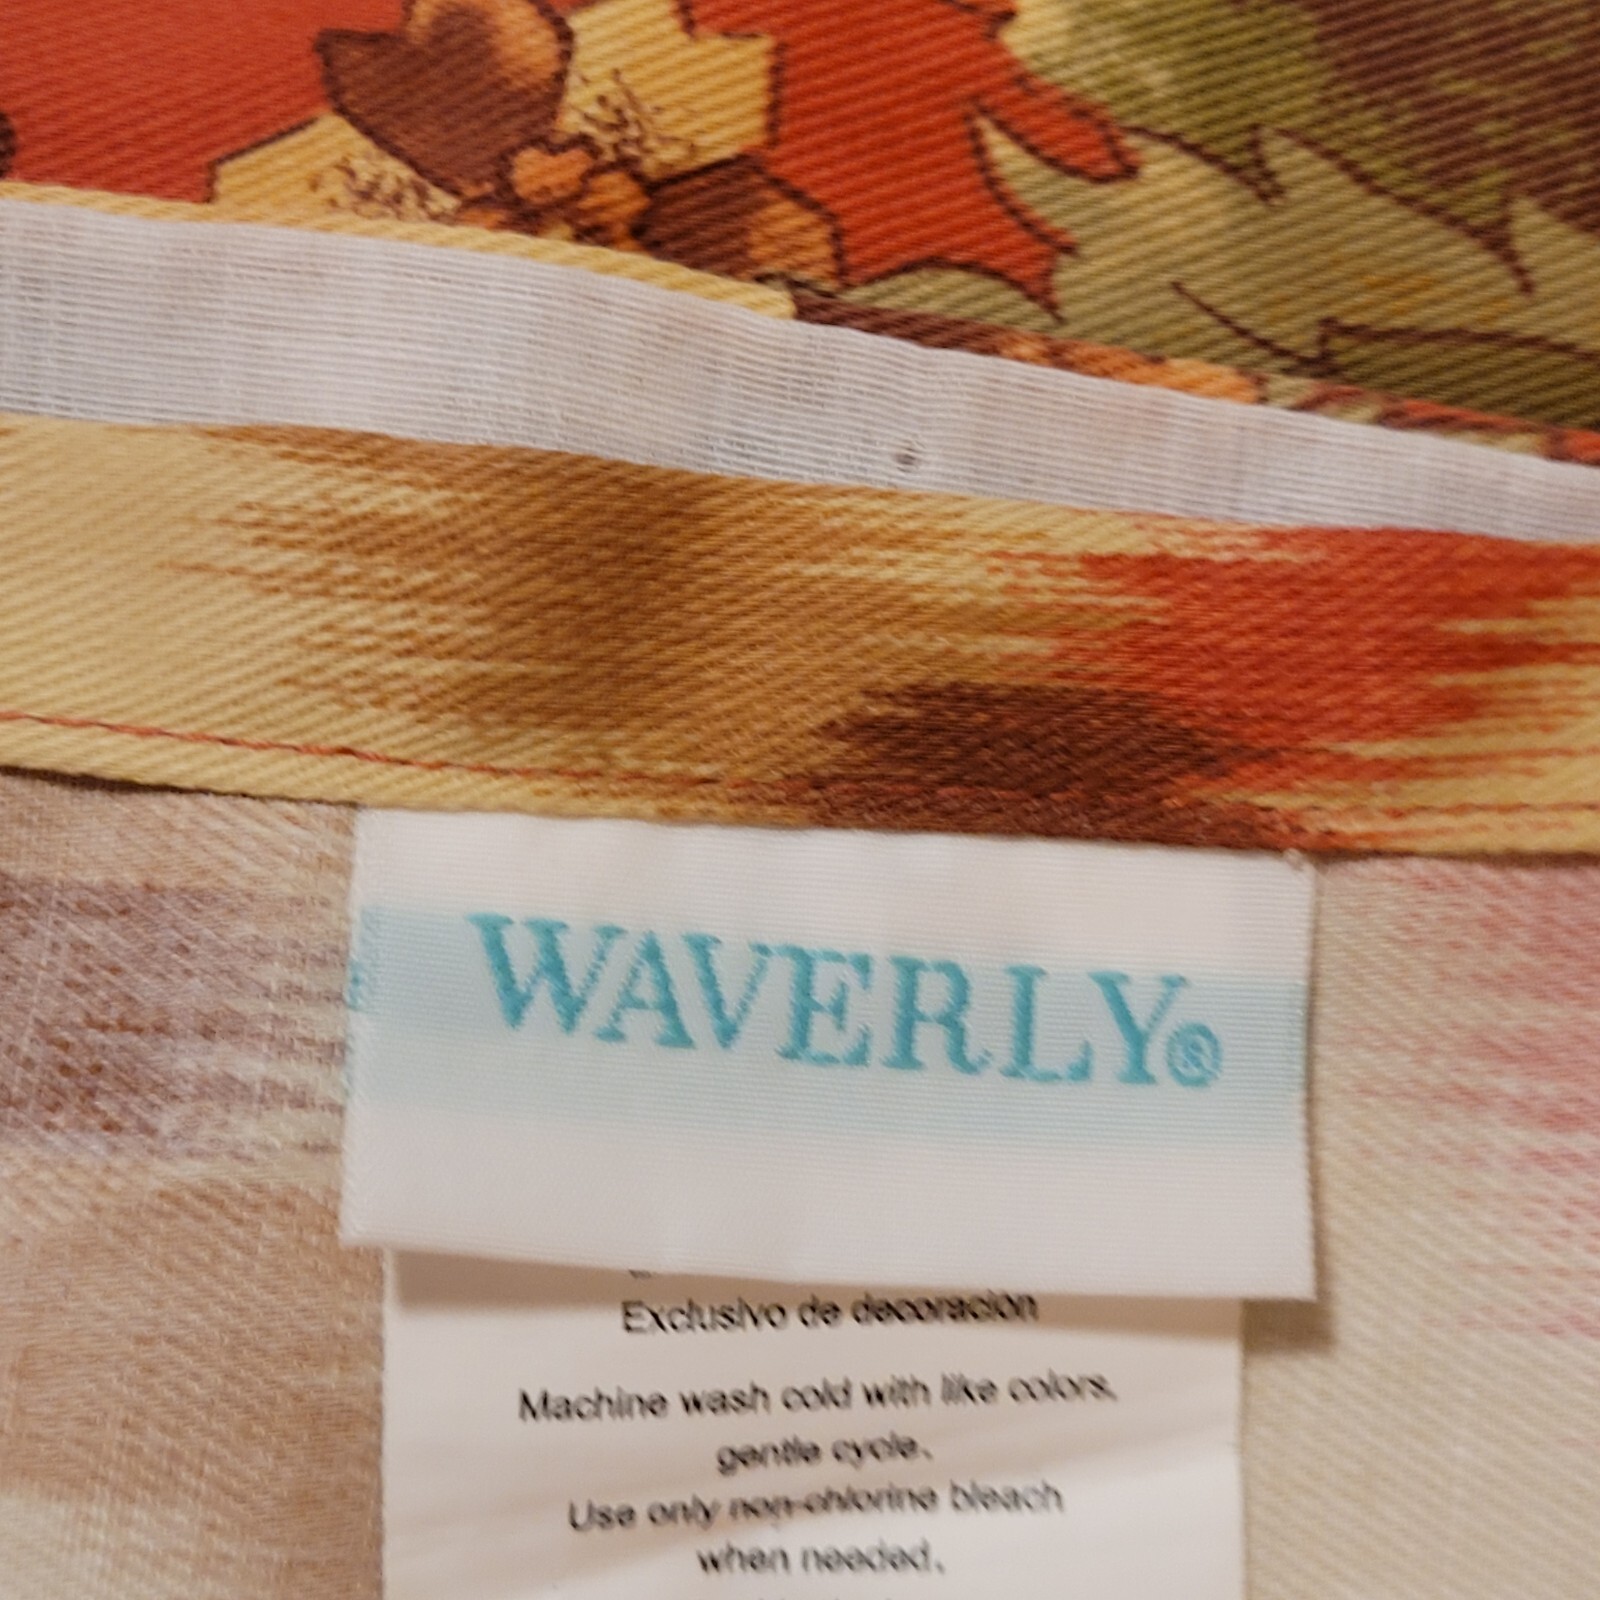 WAVERLY®
Exclusivo de decoración
Machine wash cold with like colors,
gentle cycle.
Use only non-chlorine bleach
when needed.